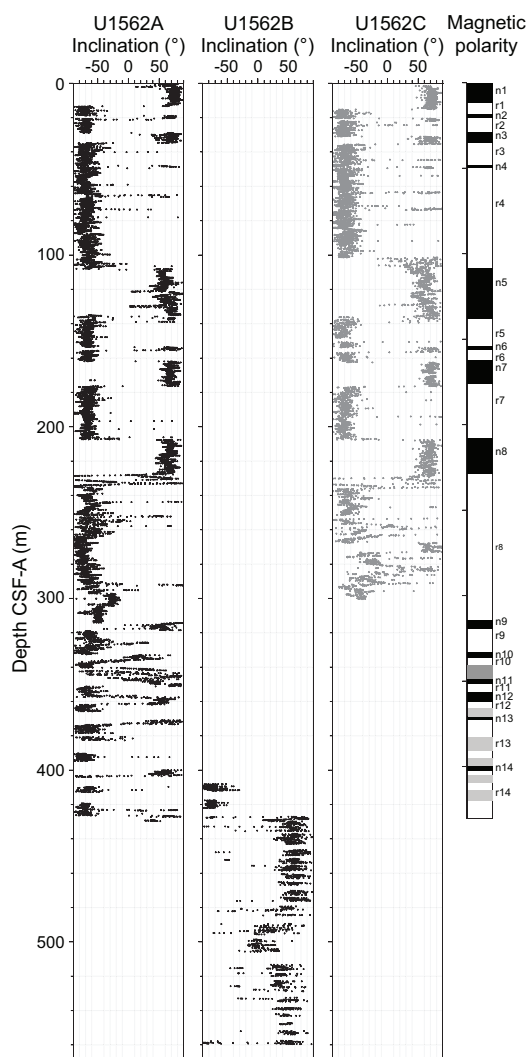 U1562A U1562B U1562C Magnetic
Inclination (°) Inclination (°) Inclination (°) polarity
-50 0 50 -50 0 50 -50 0 50
0
n1
r1
n2
r2
n3
r3
n4
r4
100
n5
r5
n6
r6
n7
r7
200
n8
r8
Depth CSF-A (m)
300
n9
r9
n10
r10
n11
r11
n12
r12
n13
r13
400
n14
r14
500